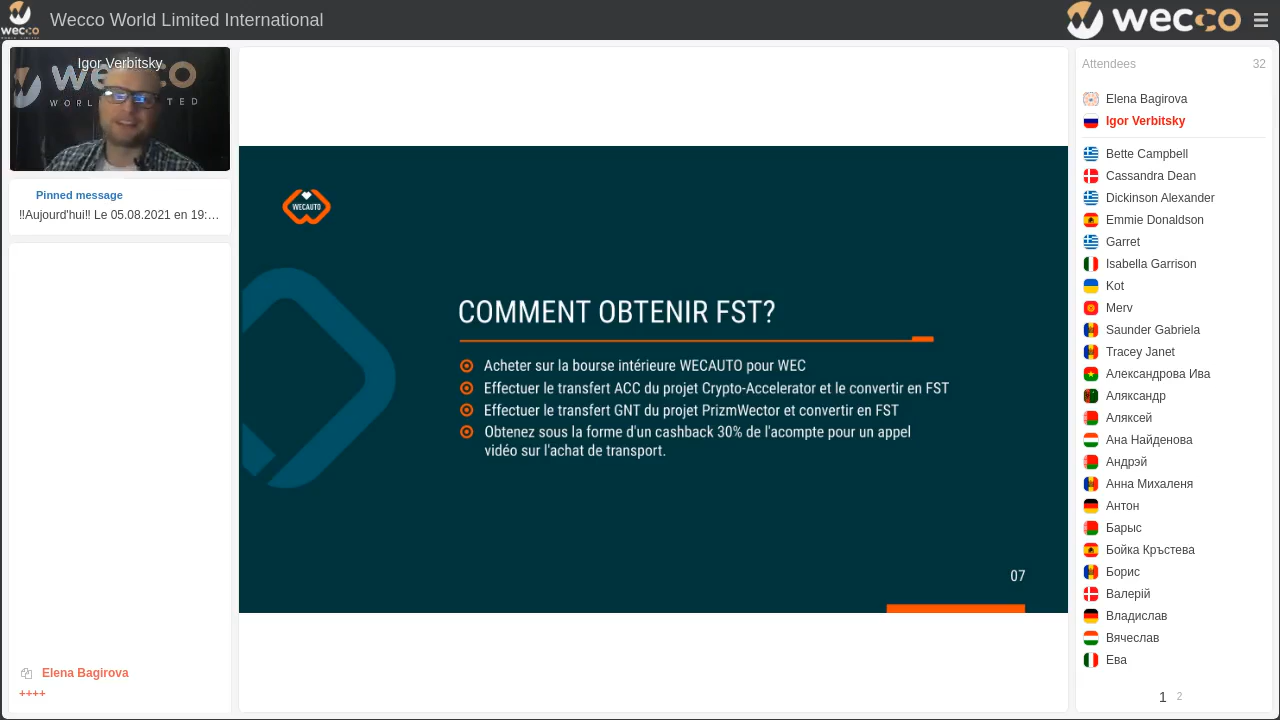 wecco
WORLD LIMITED
Wecco World Limited International
wecco
Igor Verbitsky
wecco
WORLD LIMITED
Pinned message
‼Aujourd'hui‼ Le 05.08.2021 en 19:…
Elena Bagirova
++++
WECAUTO
COMMENT OBTENIR FST?
Acheter sur la bourse intérieure WECAUTO pour WEC
Effectuer le transfert ACC du projet Crypto-Accelerator et le convertir en FST
Effectuer le transfert GNT du projet PrizmWector et convertir en FST
Obtenez sous la forme d'un cashback 30% de l'acompte pour un appel
vidéo sur l'achat de transport.
07
Attendees 32
Elena Bagirova
Igor Verbitsky
Bette Campbell
Cassandra Dean
Dickinson Alexander
Emmie Donaldson
Garret
Isabella Garrison
Kot
Merv
Saunder Gabriela
Tracey Janet
Александрова Ива
Аляксандр
Аляксей
Ана Найденова
Андрэй
Анна Михаленя
Антон
Барыс
Бойка Кръстева
Борис
Валерій
Владислав
Вячеслав
Ева
1 2